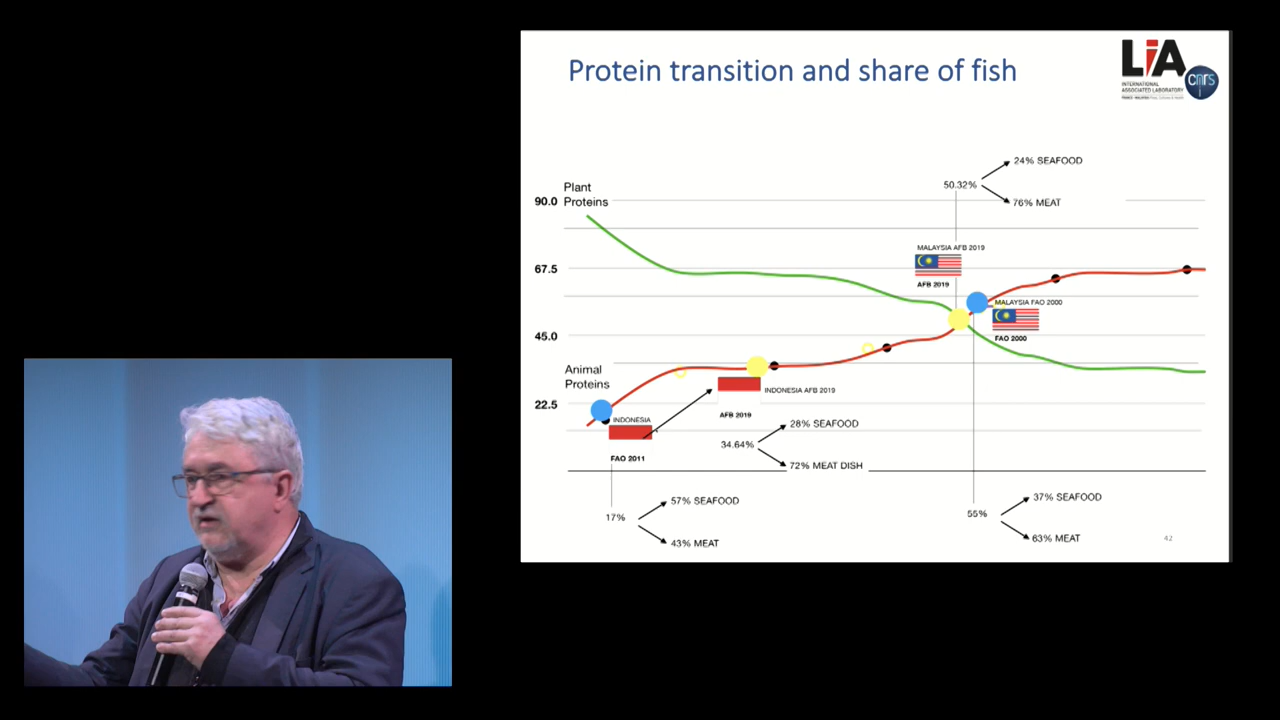 Protein transition and share of fish
LiA
INTERNATIONAL
ASSOCIATED LABORATORY
cnrs
24% SEAFOOD
50.32%
76% MEAT
Plant
Proteins
90.0
67.5
45.0
22.5
MALAYSIA AFB 2019
AFB 2019
MALAYSIA FAO 2000
FAO 2000
Animal
Proteins
INDONESIA
FAO 2011
INDONESIA AFB 2019
AFB 2019
28% SEAFOOD
34.64%
72% MEAT DISH
57% SEAFOOD
17%
43% MEAT
37% SEAFOOD
55%
63% MEAT
42